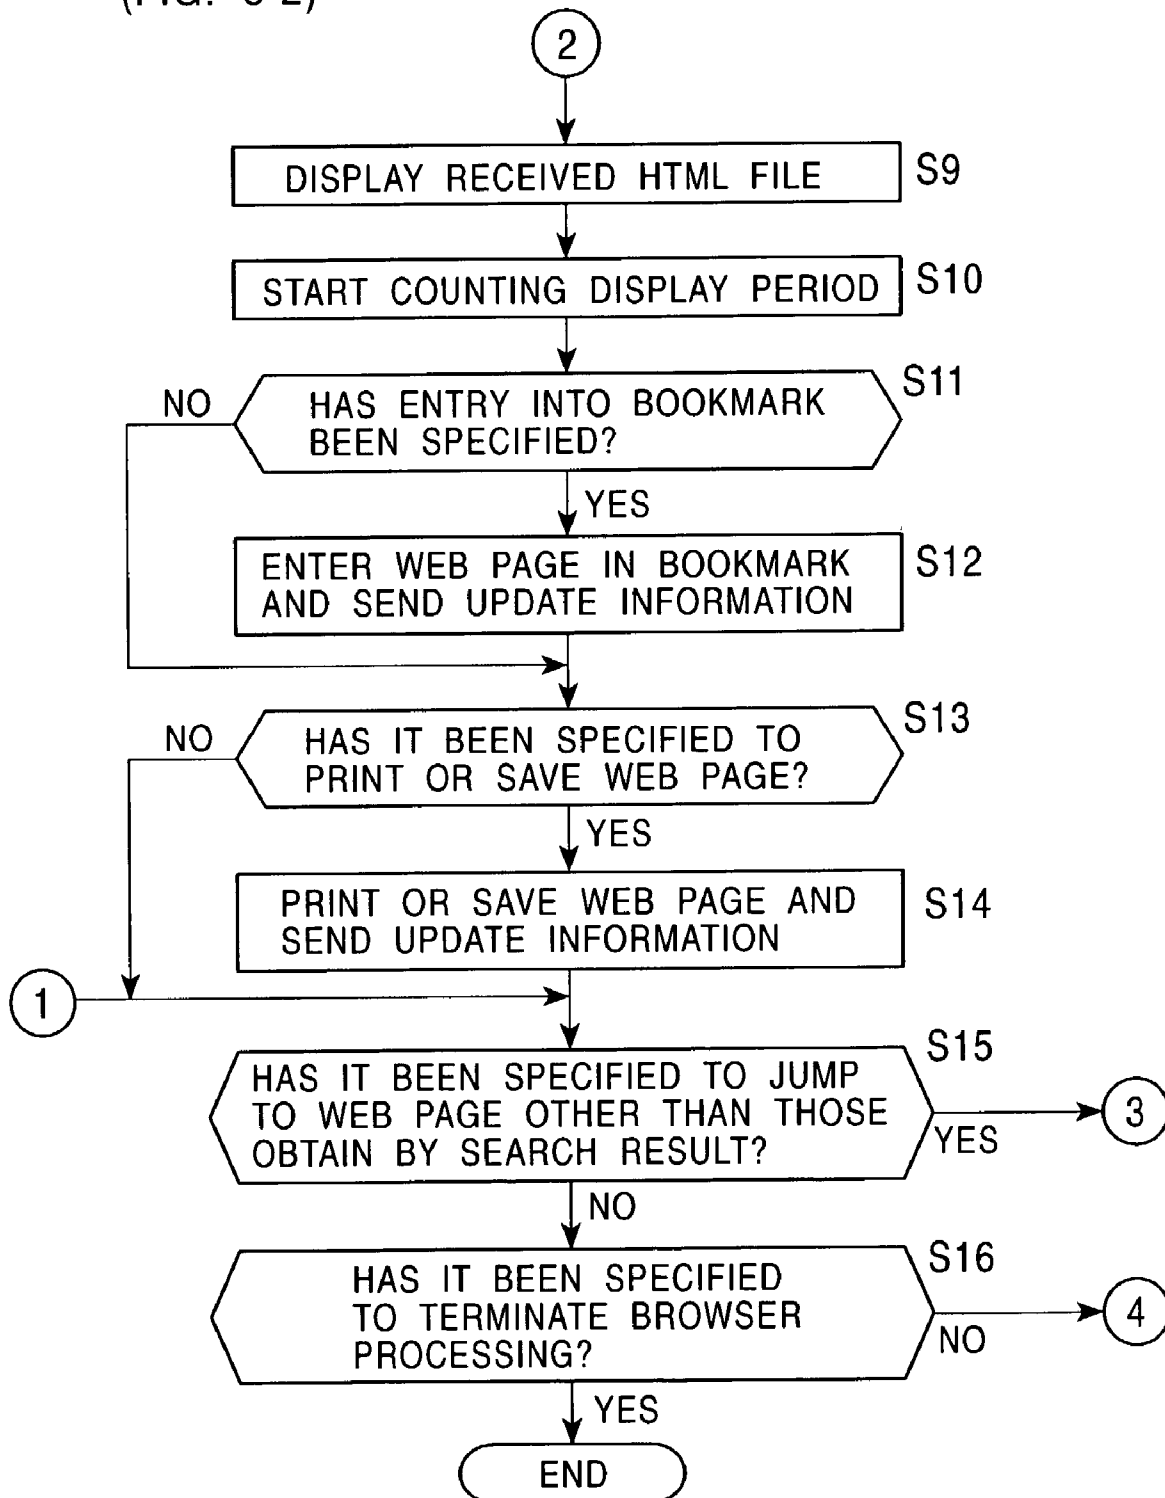 2
DISPLAY RECEIVED HTML FILE
S9
START COUNTING DISPLAY PERIOD
S10
S11
NO
HAS ENTRY INTO BOOKMARK
BEEN SPECIFIED?
YES
ENTER WEB PAGE IN BOOKMARK
AND SEND UPDATE INFORMATION
S12
S13
NO
HAS IT BEEN SPECIFIED TO
PRINT OR SAVE WEB PAGE?
YES
PRINT OR SAVE WEB PAGE AND
SEND UPDATE INFORMATION
S14
1
S15
HAS IT BEEN SPECIFIED TO JUMP
TO WEB PAGE OTHER THAN THOSE
OBTAIN BY SEARCH RESULT?
3
YES
NO
S16
HAS IT BEEN SPECIFIED
TO TERMINATE BROWSER
PROCESSING?
4
NO
YES
END